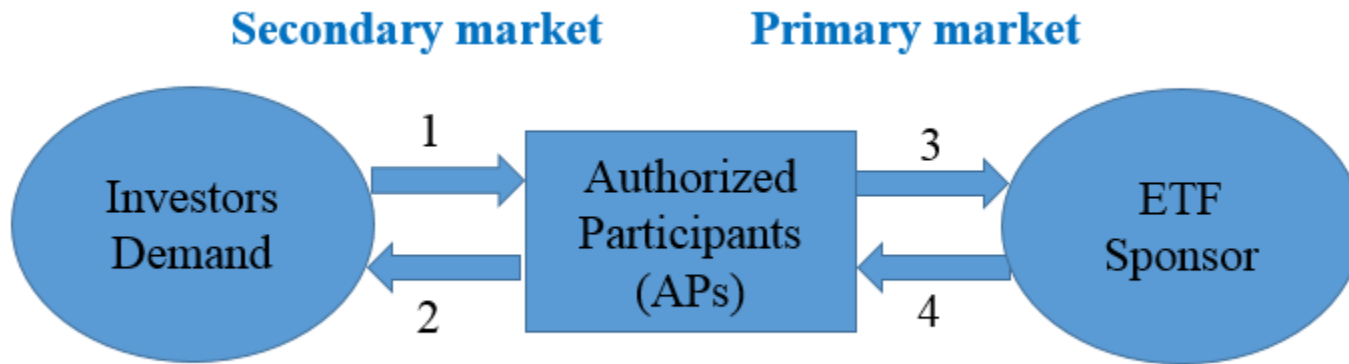 Secondary market
Primary market
Investors
Demand
1
2
Authorized
Participants
(APs)
3
4
ETF
Sponsor